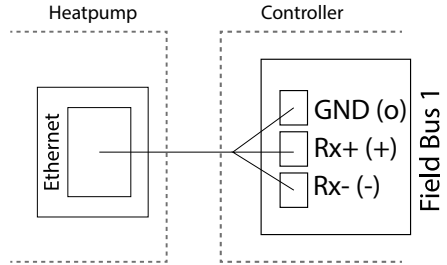 Heatpump
Controller
Ethernet
GND (o)
Rx+ (+)
Rx- (-)
Field Bus 1